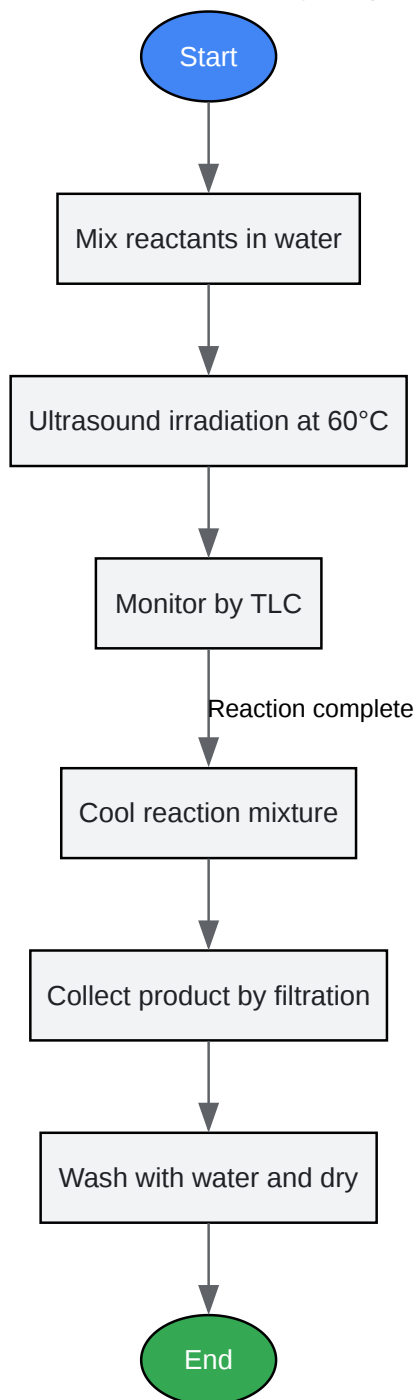 Start
Mix reactants in water
Ultrasound irradiation at 60°C
Monitor by TLC
Reaction complete
Cool reaction mixture
Collect product by filtration
Wash with water and dry
End